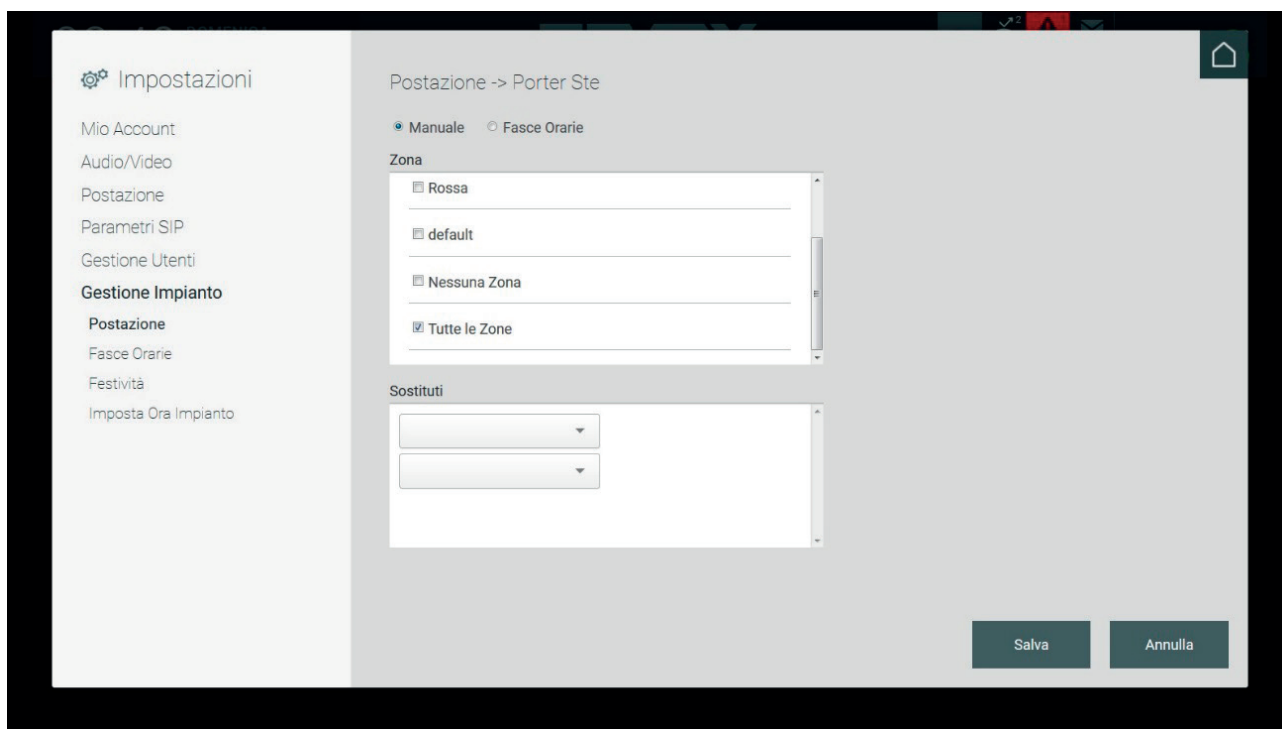 Impostazioni
Mio Account
Audio/Video
Postazione
Parametri SIP
Gestione Utenti
Gestione Impianto
Postazione
Fasce Orarie
Festività
Imposta Ora Impianto
Postazione -> Porter Ste
Manuale Fasce Orarie
Zona
Rossa
default
Nessuna Zona
Tutte le Zone
Sostituti
Salva Annulla